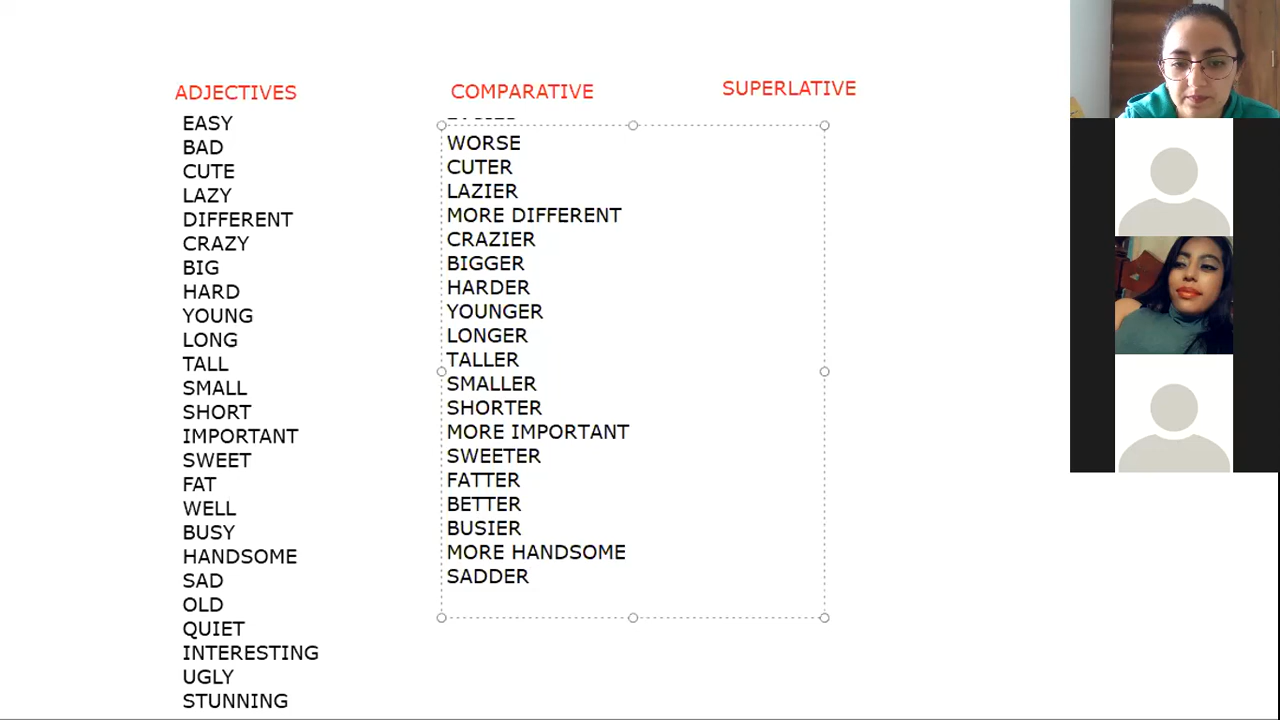 ADJECTIVES
COMPARATIVE
SUPERLATIVE
EASY
BAD
CUTE
LAZY
DIFFERENT
CRAZY
BIG
HARD
YOUNG
LONG
TALL
SMALL
SHORT
IMPORTANT
SWEET
FAT
WELL
BUSY
HANDSOME
SAD
OLD
QUIET
INTERESTING
UGLY
STUNNING
WORSE
CUTER
LAZIER
MORE DIFFERENT
CRAZIER
BIGGER
HARDER
YOUNGER
LONGER
TALLER
SMALLER
SHORTER
MORE IMPORTANT
SWEETER
FATTER
BETTER
BUSIER
MORE HANDSOME
SADDER